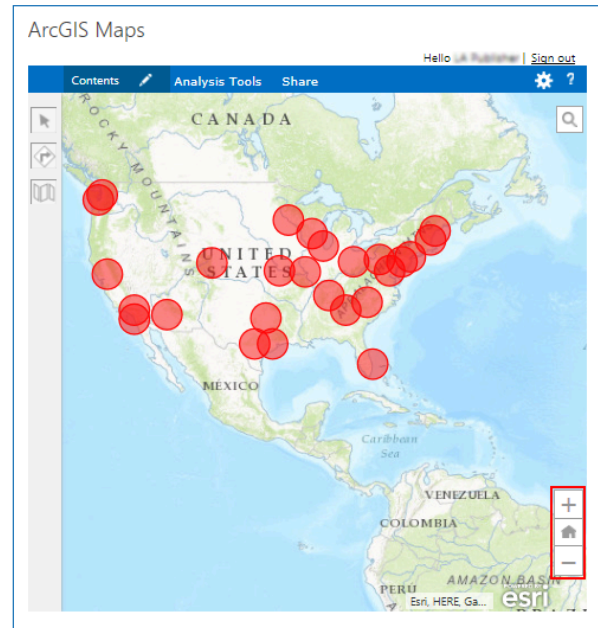 ArcGIS Maps
Hello | Sign out
Contents Analysis Tools Share ?
CANADA
ROCKY MOUNTAINS
UNITED
STATES
APPALACHIAN
MÉXICO
Caribbean
Sea
VENEZUELA
COLOMBIA
PERU
AMAZON BASIN
Esri, HERE, Ga...
esri